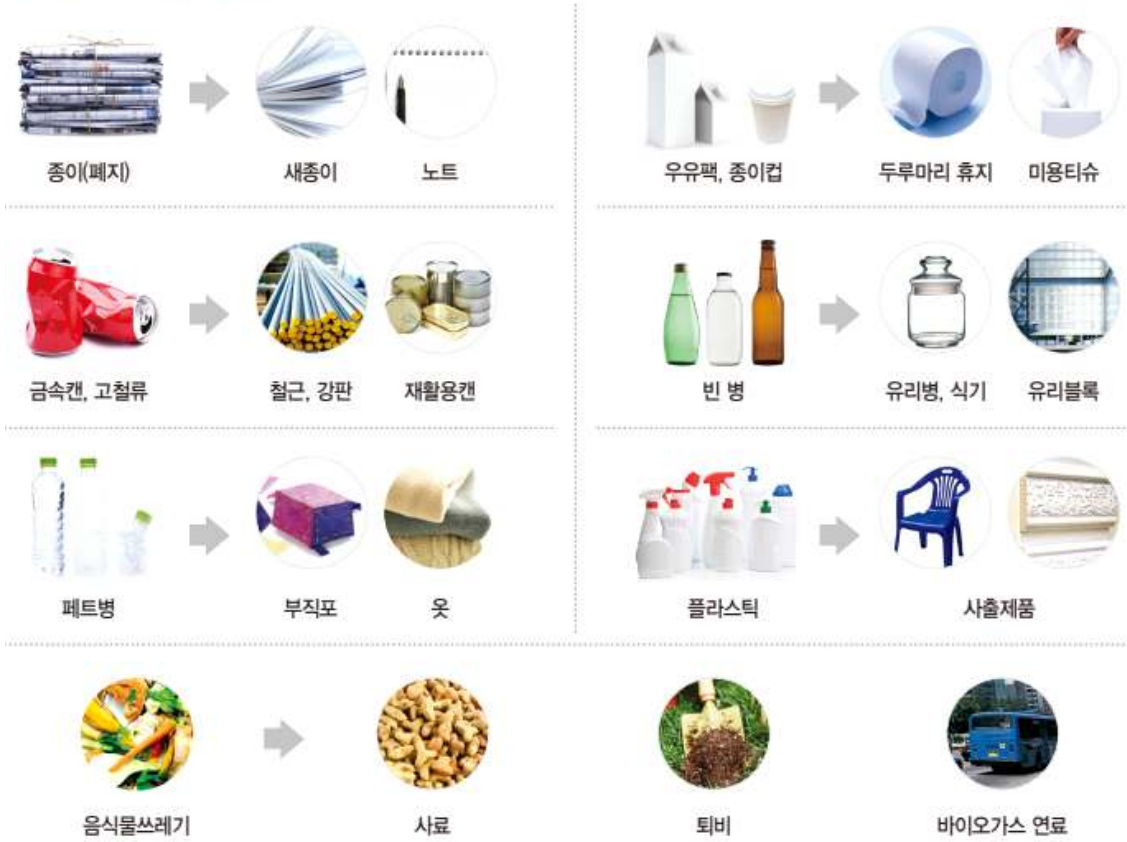 종이(폐지)
새종이
노트
우유팩, 종이컵
두루마리 휴지
미용티슈
금속캔, 고철류
철근, 강판
재활용캔
빈 병
유리병, 식기
유리블록
페트병
부직포
옷
플라스틱
사출제품
음식물쓰레기
사료
퇴비
바이오가스 연료